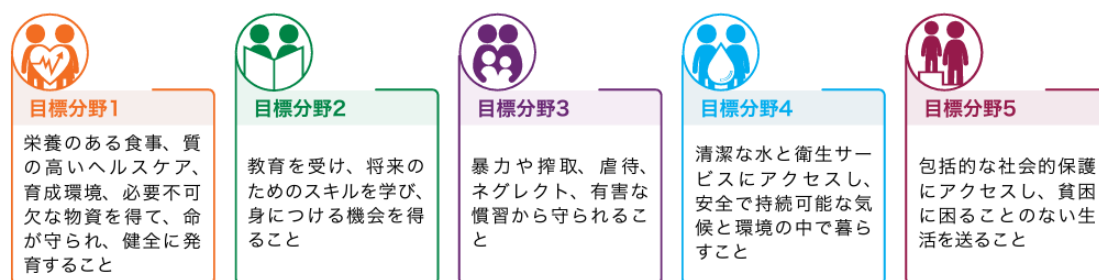 目標分野1
栄養のある食事、質
の高いヘルスケア、
育成環境、必要不可
欠な物資を得て、命
が守られ、健全に発
育すること
目標分野2
教育を受け、将来の
ためのスキルを学び、
身につける機会を得
ること
目標分野3
暴力や搾取、虐待、
ネグレクト、有害な
慣習から守られるこ
と
目標分野4
清潔な水と衛生サー
ビスにアクセスし、
安全で持続可能な気
候と環境の中で暮ら
すこと
目標分野5
包括的な社会的保護
にアクセスし、貧困
に困ることのない生
活を送ること